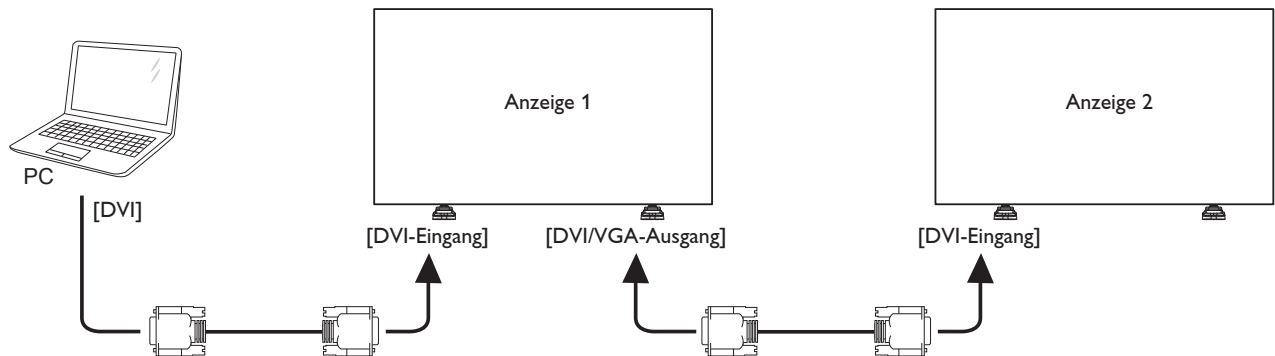 Anzeige 1
Anzeige 2
PC
[DVI]
[DVI-Eingang]
[DVI/VGA-Ausgang]
[DVI-Eingang]